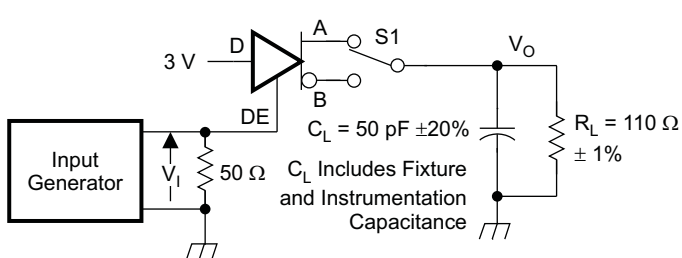 A
S1
D
3 V
V_O
B
DE
C_L = 50 pF ±20%
R_L = 110 Ω
± 1%
Input
Generator
V_I
50 Ω
C_L Includes Fixture
and Instrumentation
Capacitance